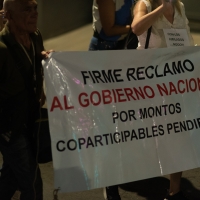 FIRME RECLAMO
AL GOBIERNO NACION
POR MONTOS
COPARTICIPABLES PENDIE